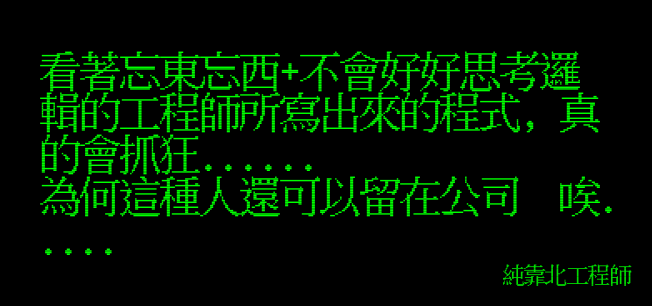 看著忘東忘西+不會好好思考邏
輯的工程師所寫出來的程式, 真
的會抓狂......
為何這種人還可以留在公司　唉.
....
純靠北工程師